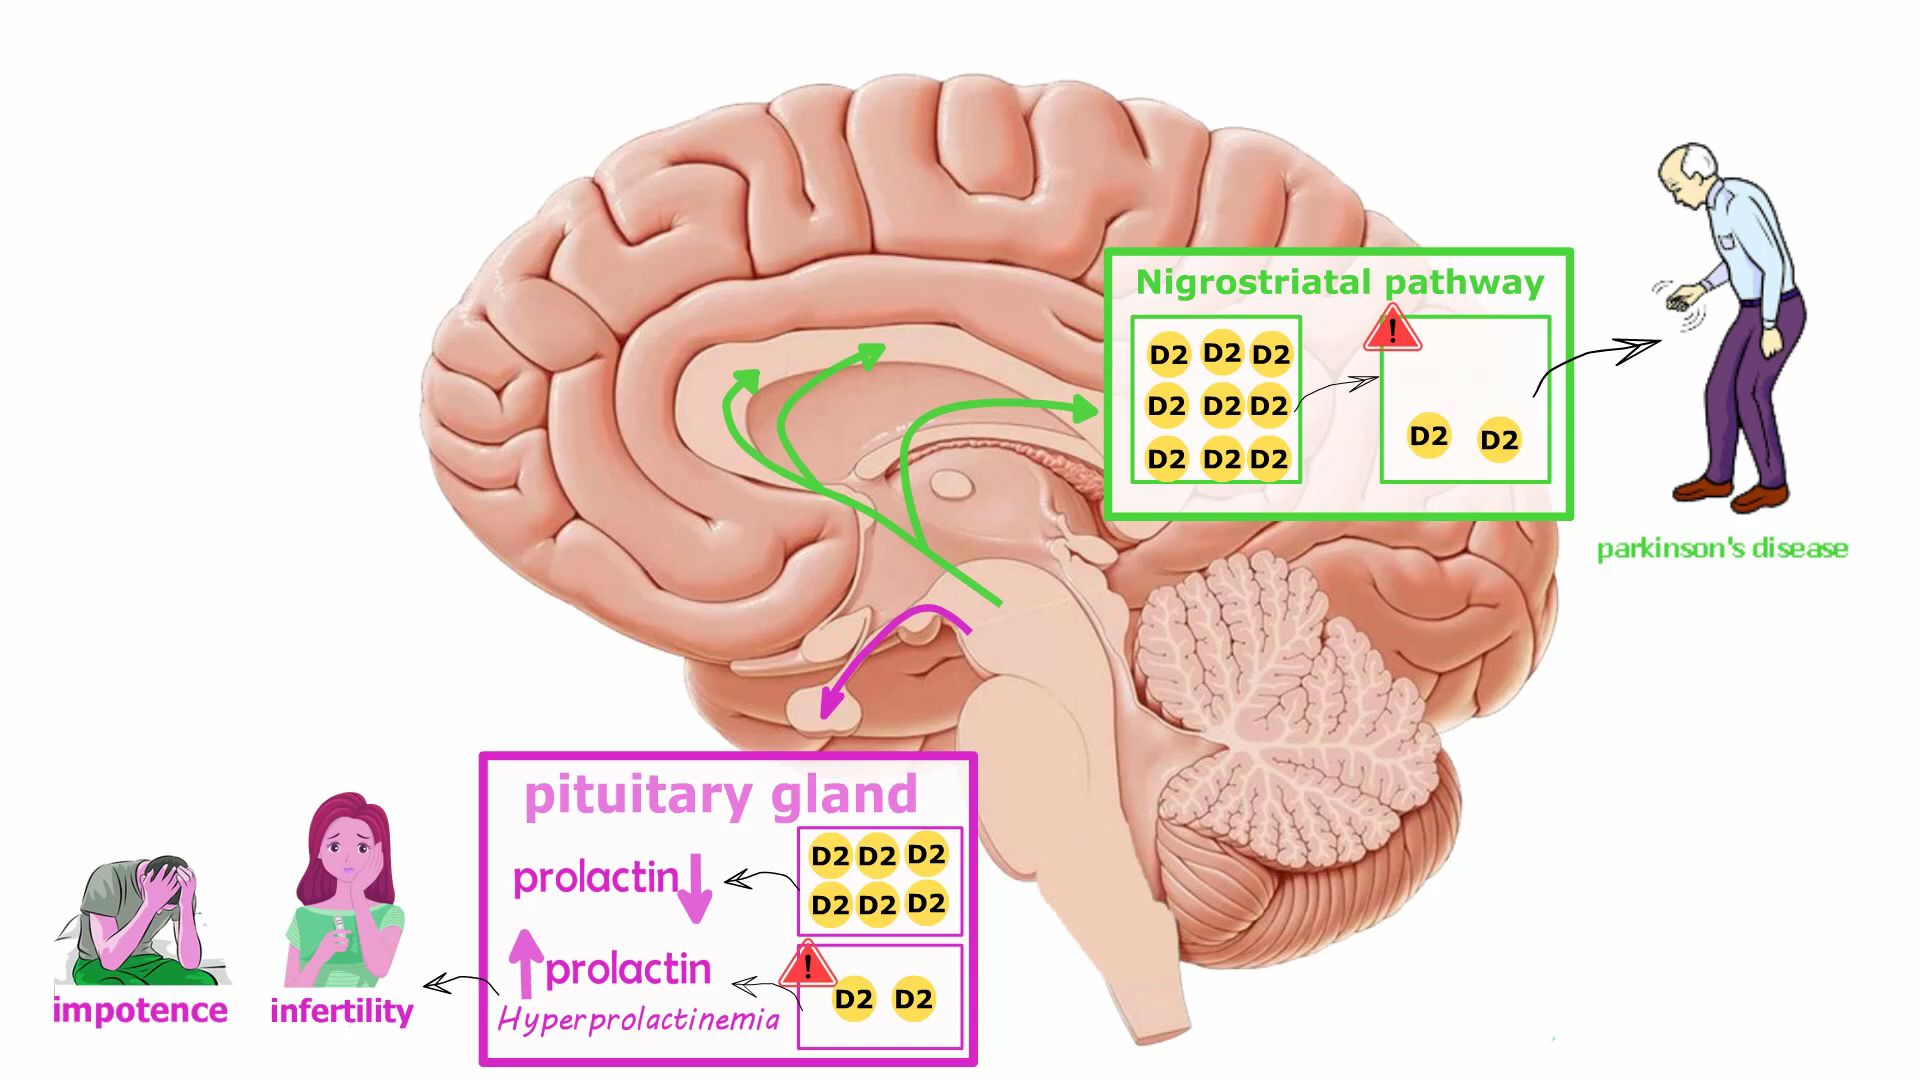 Nigrostriatal pathway
!
D2 D2 D2
D2 D2 D2
D2 D2 D2
D2 D2
parkinson's disease
pituitary gland
prolactin
D2 D2 D2
D2 D2 D2
prolactin
!
D2 D2
Hyperprolactinemia
impotence
infertility